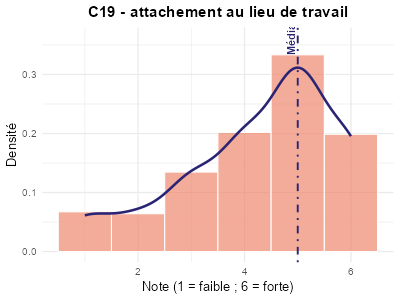 C19 - attachement au lieu de travail
Densité
0.3
0.2
0.1
0.0
Média
2
4
6
Note (1 = faible ; 6 = forte)